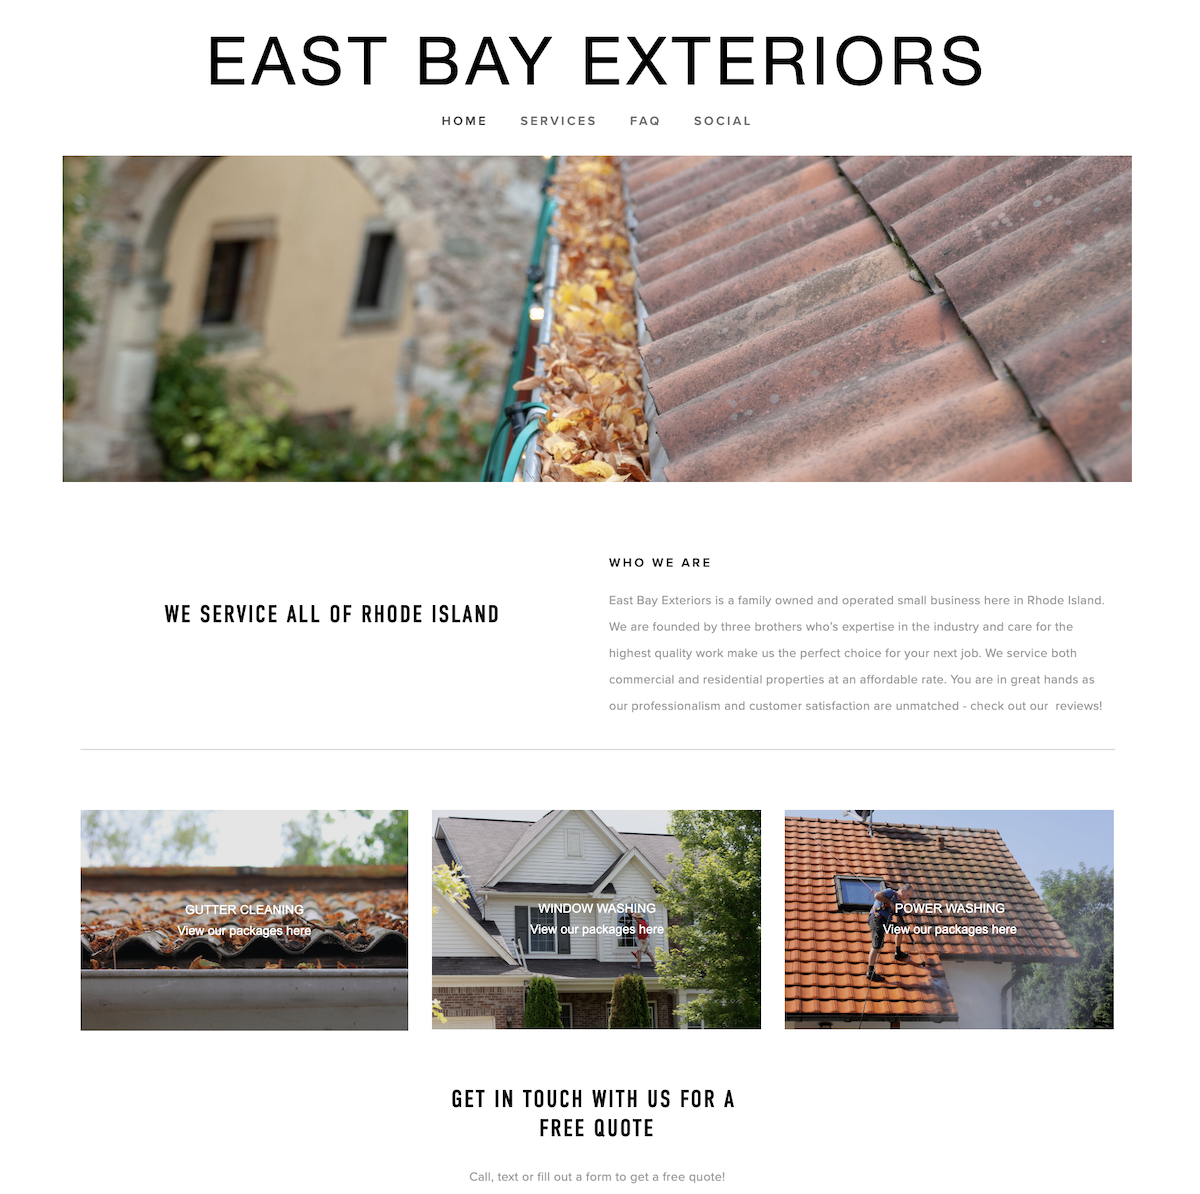 EAST BAY EXTERIORS
HOME SERVICES FAQ SOCIAL
WE SERVICE ALL OF RHODE ISLAND
WHO WE ARE
East Bay Exteriors is a family owned and operated small business here in Rhode Island.
We are founded by three brothers who's expertise in the industry and care for the
highest quality work make us the perfect choice for your next job. We service both
commercial and residential properties at an affordable rate. You are in great hands as
our professionalism and customer satisfaction are unmatched - check out our  reviews!
GUTTER CLEANING
View our packages here
WINDOW WASHING
View our packages here
POWER WASHING
View our packages here
GET IN TOUCH WITH US FOR A
FREE QUOTE
Call, text or fill out a form to get a free quote!